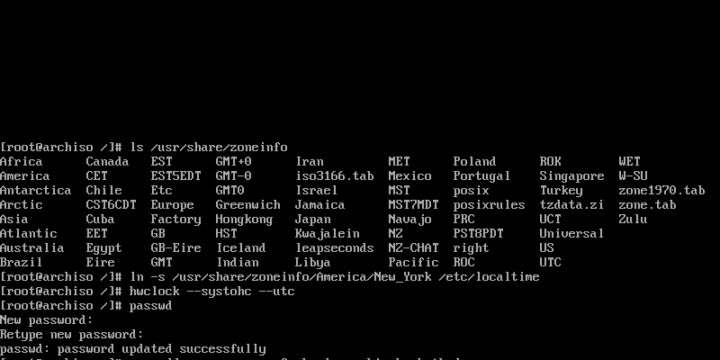 [root@archiso /]# ls /usr/share/zoneinfo
Africa Canada EST GMT+0 Iran MET Poland ROK WET
America CET EST5EDT GMT-0 iso3166.tab Mexico Portugal Singapore W-SU
Antarctica Chile Etc GMT0 Israel MST posix Turkey zone1970.tab
Arctic CST6CDT Europe Greenwich Jamaica MST7MDT posixrules tzdata.zi zone.tab
Asia Cuba Factory Hongkong Japan Navajo PRC UCT Zulu
Atlantic EET GB HST Kwajalein NZ PST8PDT Universal
Australia Egypt GB-Eire Iceland leapseconds NZ-CHAT right US
Brazil Eire GMT Indian Libya Pacific ROC UTC
[root@archiso /]# ln -s /usr/share/zoneinfo/America/New_York /etc/localtime
[root@archiso /]# hwclock --systohc --utc
[root@archiso /]# passwd
New password:
Retype new password:
passwd: password updated successfully